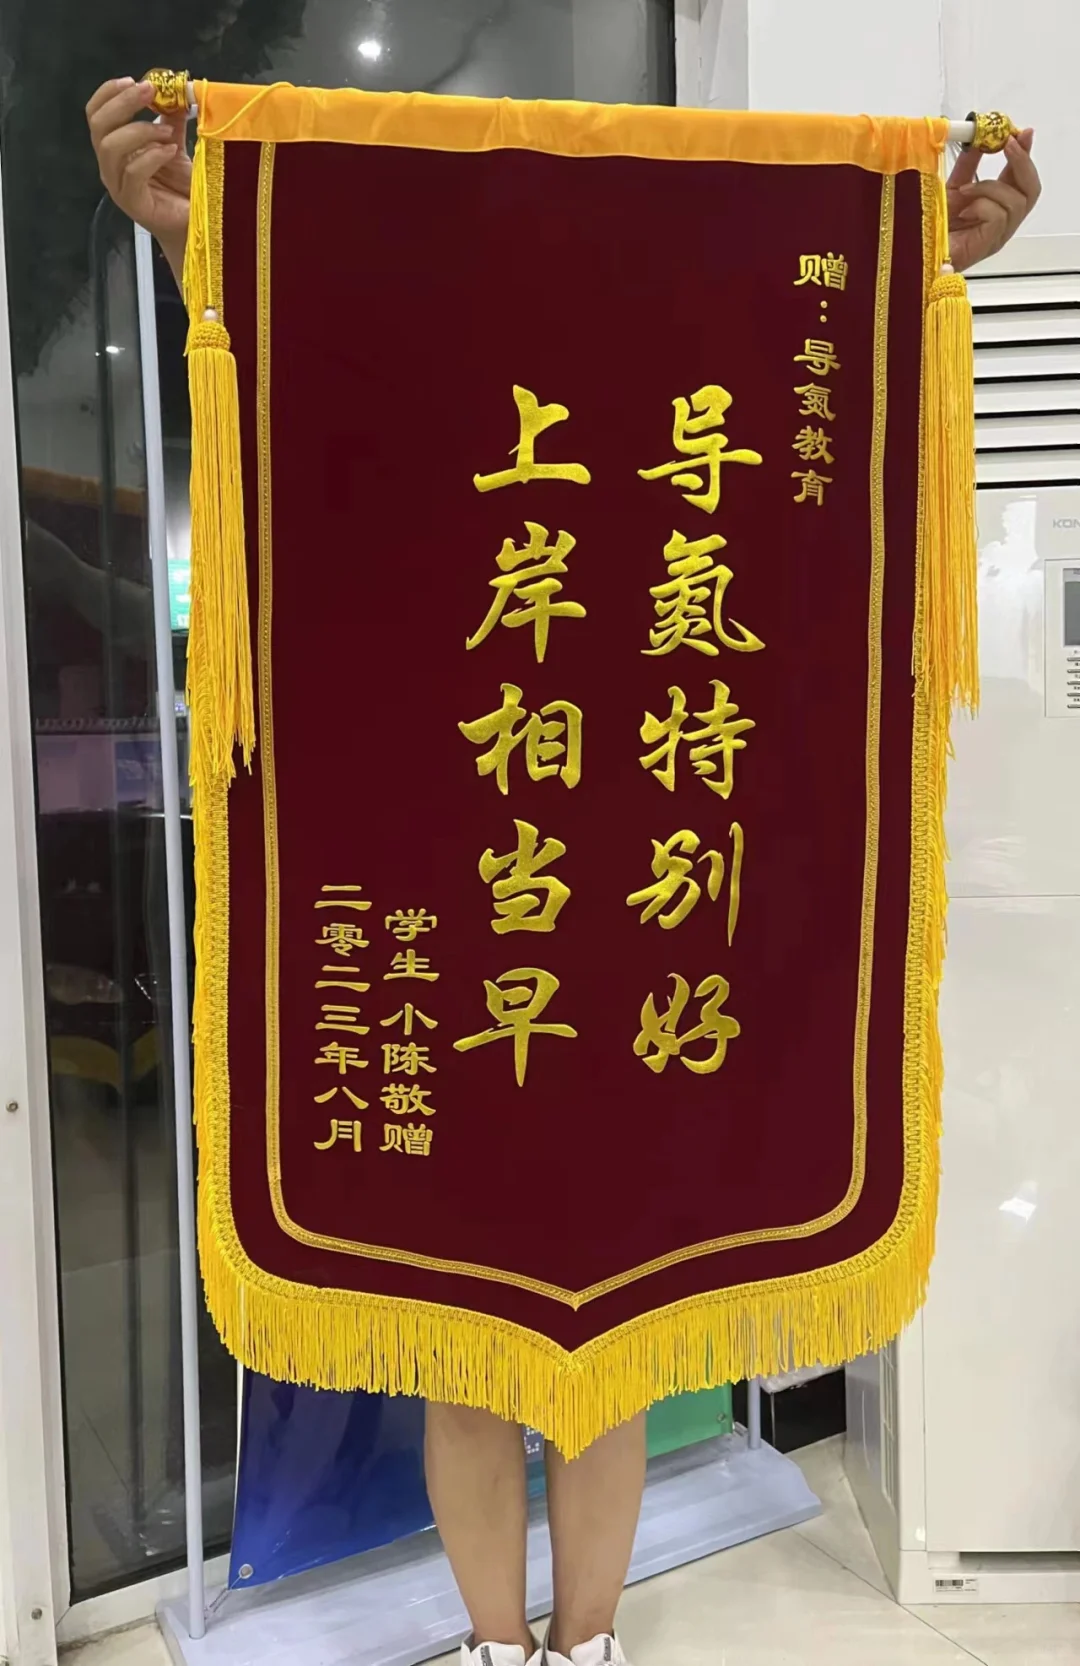 赠：导氮教育
导氮特别好
上岸相当早
学生 小陈敬赠
二零二三年八月